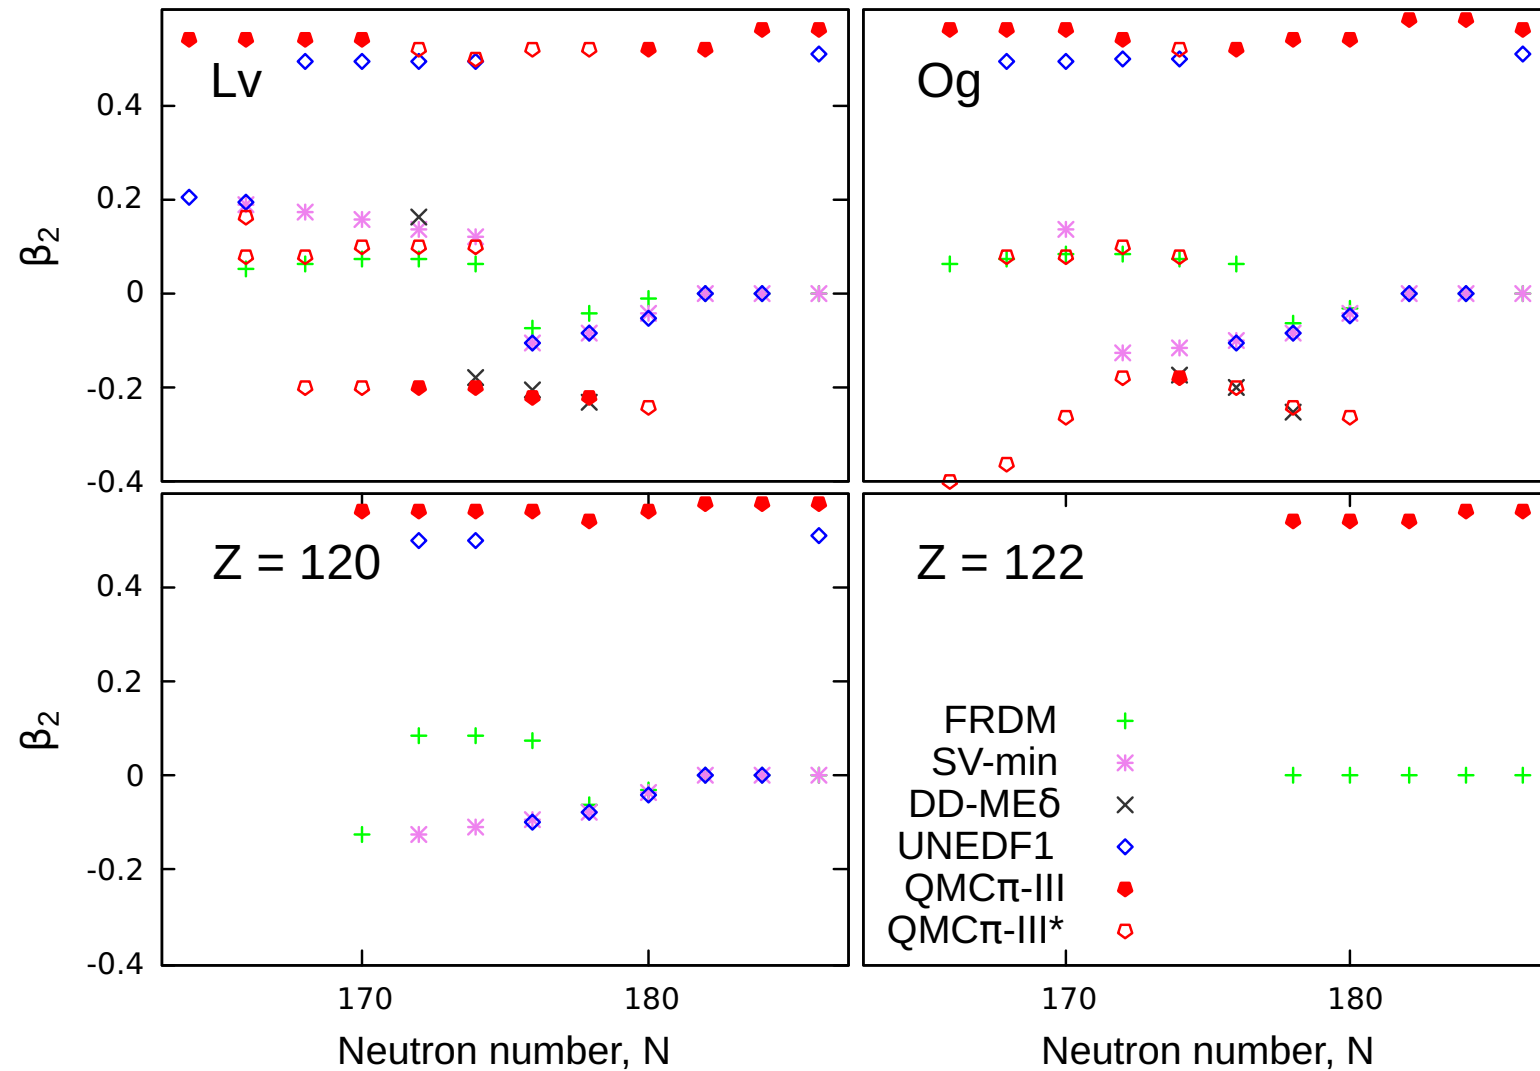 Lv
Og
0.4
0.2
0
-0.2
-0.4
β2
Z = 120
Z = 122
0.4
0.2
0
-0.2
-0.4
β2
FRDM
SV-min
DD-MEδ
UNEDF1
QMCπ-III
QMCπ-III*
170
180
170
180
Neutron number, N
Neutron number, N